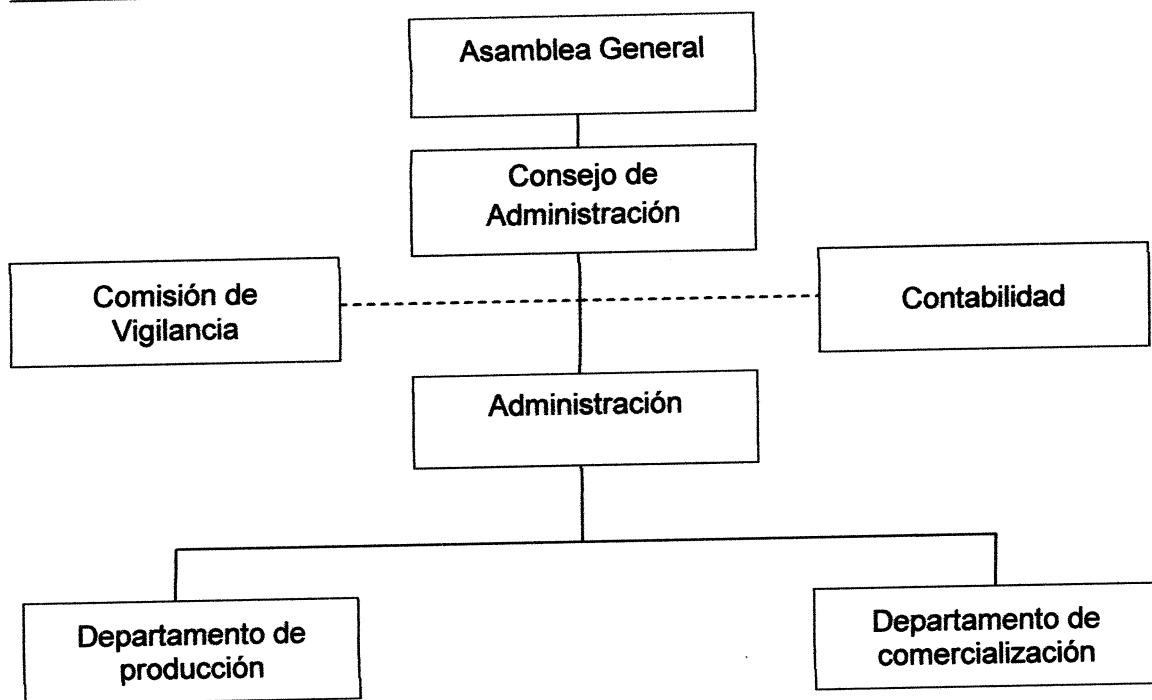 Asamblea General
Consejo de
Administración
Comisión de
Vigilancia
Contabilidad
Administración
Departamento de
producción
Departamento de
comercialización